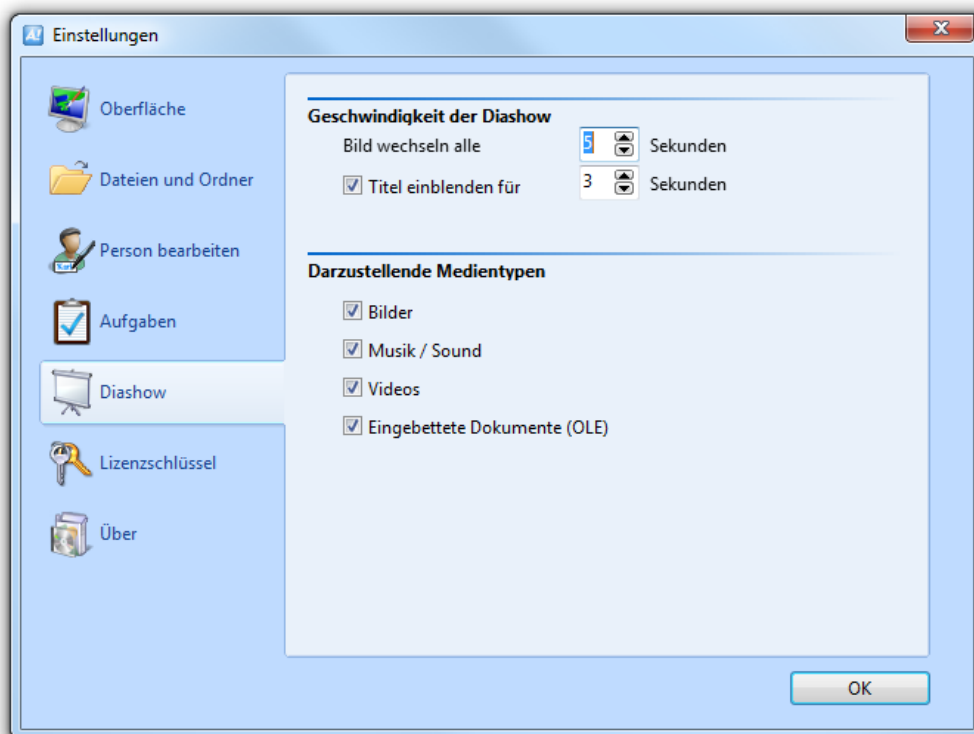 A!
Einstellungen
Oberfläche
Dateien und Ordner
Person bearbeiten
Aufgaben
Diashow
Lizenzschlüssel
Über
Geschwindigkeit der Diashow
Bild wechseln alle 5 Sekunden
Titel einblenden für 3 Sekunden
Darzustellende Medientypen
Bilder
Musik / Sound
Videos
Eingebettete Dokumente (OLE)
OK